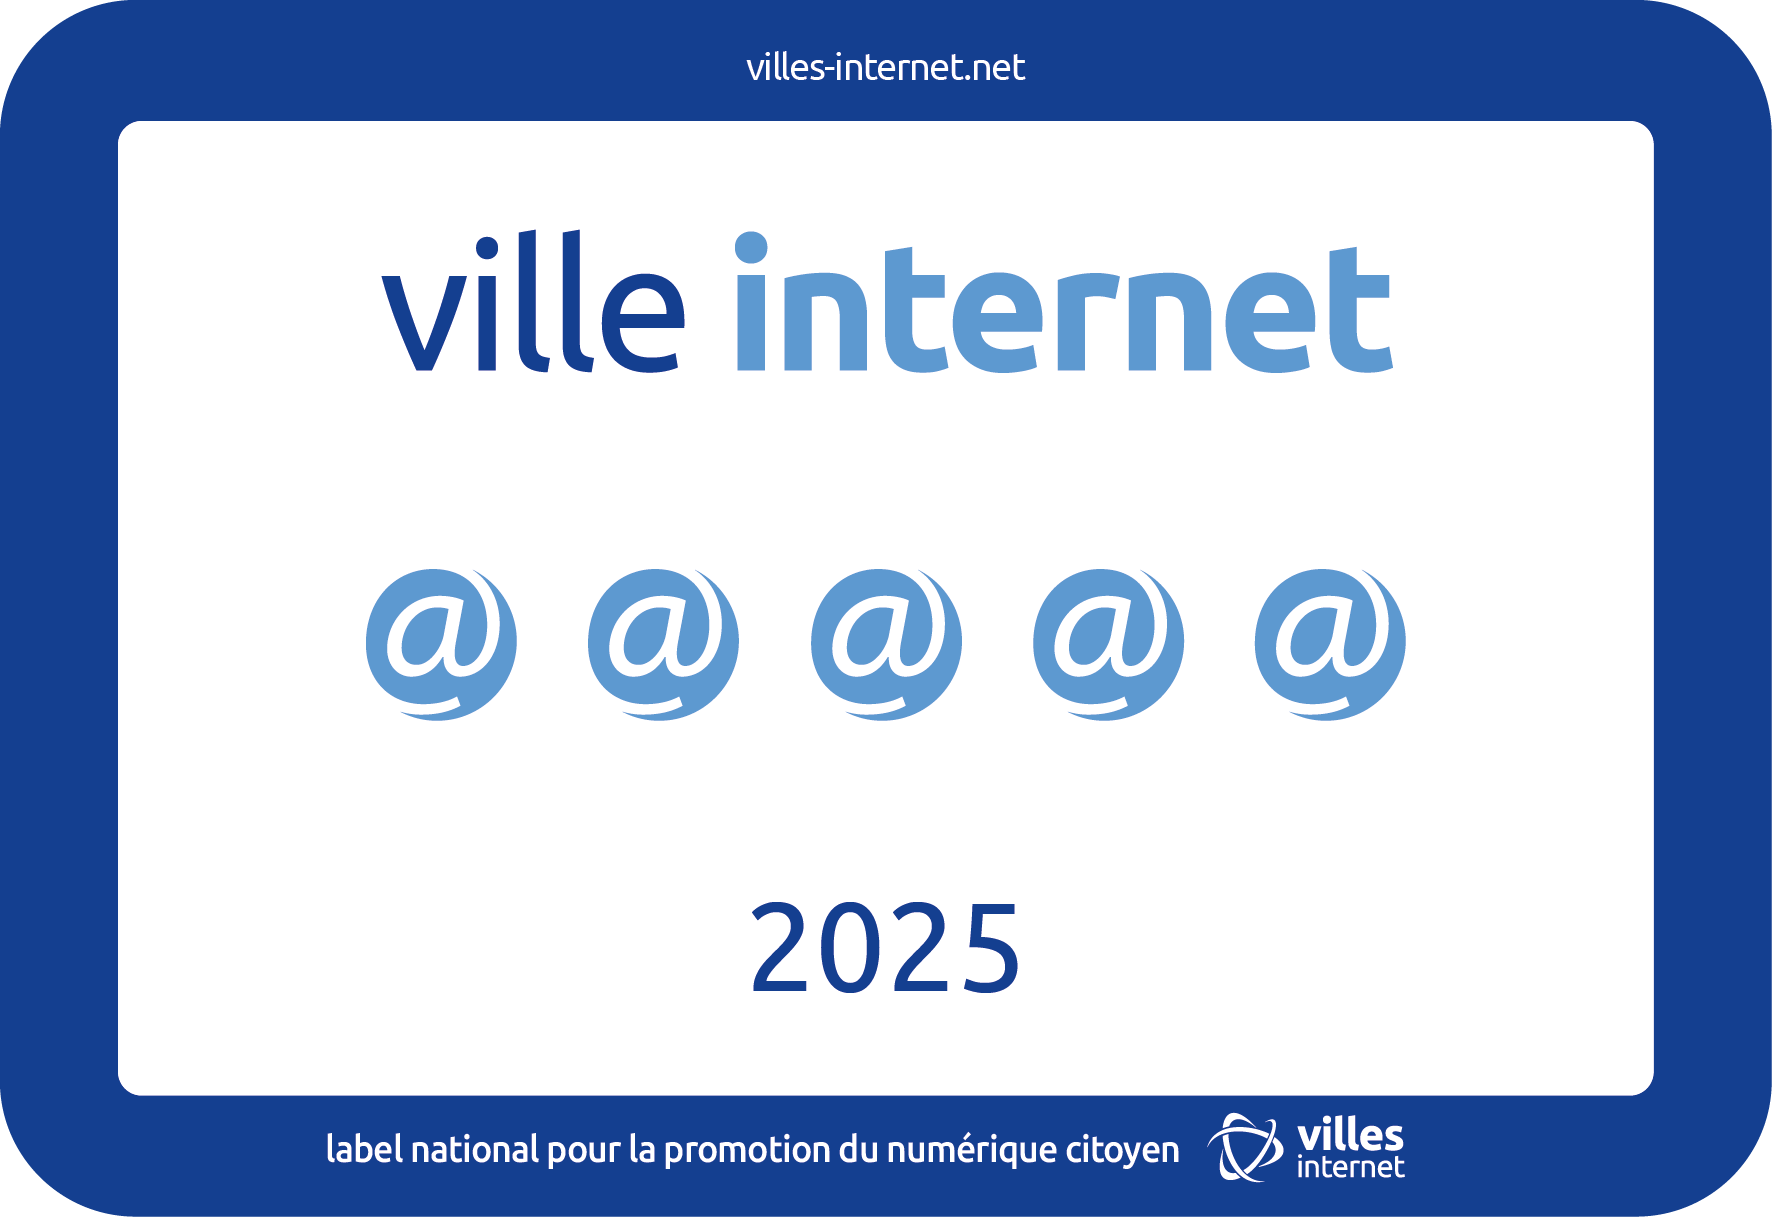 villes-internet.net
ville internet
@ @ @ @ @
2025
label national pour la promotion du numérique citoyen
villes
internet